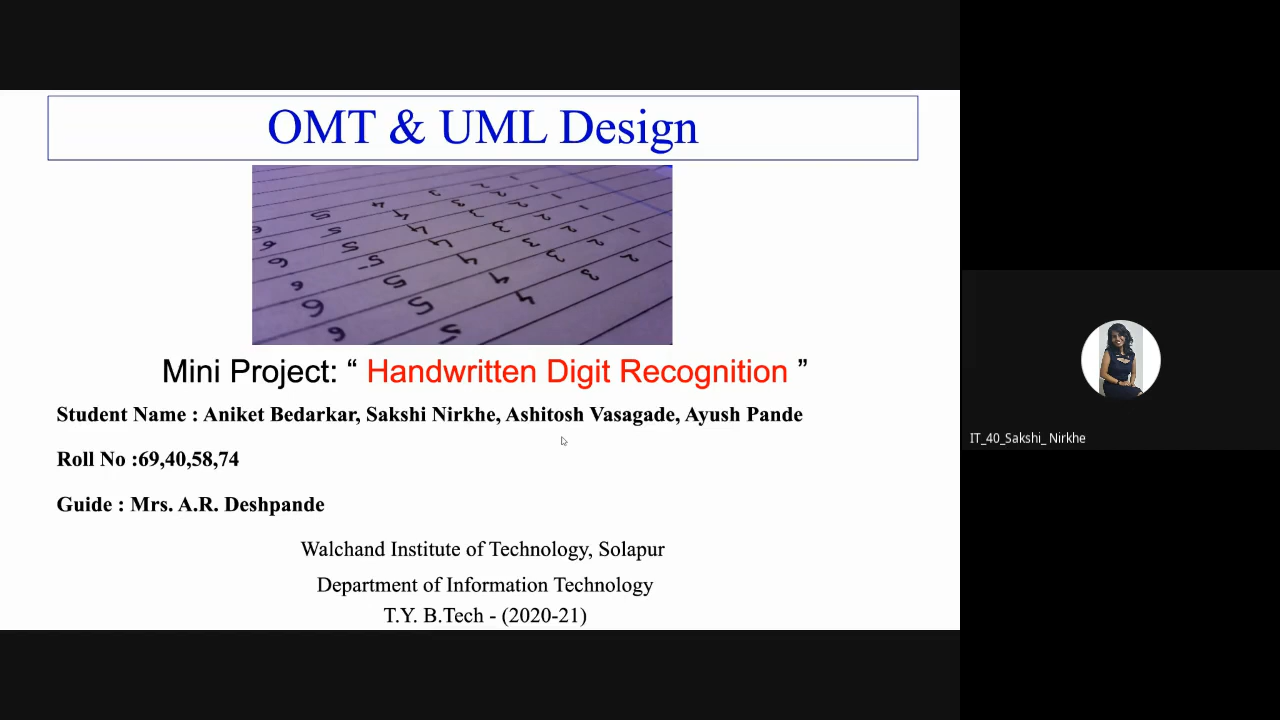 OMT & UML Design
Mini Project: “ Handwritten Digit Recognition ”
Student Name : Aniket Bedarkar, Sakshi Nirkhe, Ashitosh Vasagade, Ayush Pande
Roll No :69,40,58,74
Guide : Mrs. A.R. Deshpande
Walchand Institute of Technology, Solapur
Department of Information Technology
T.Y. B.Tech - (2020-21)
IT_40_Sakshi_ Nirkhe